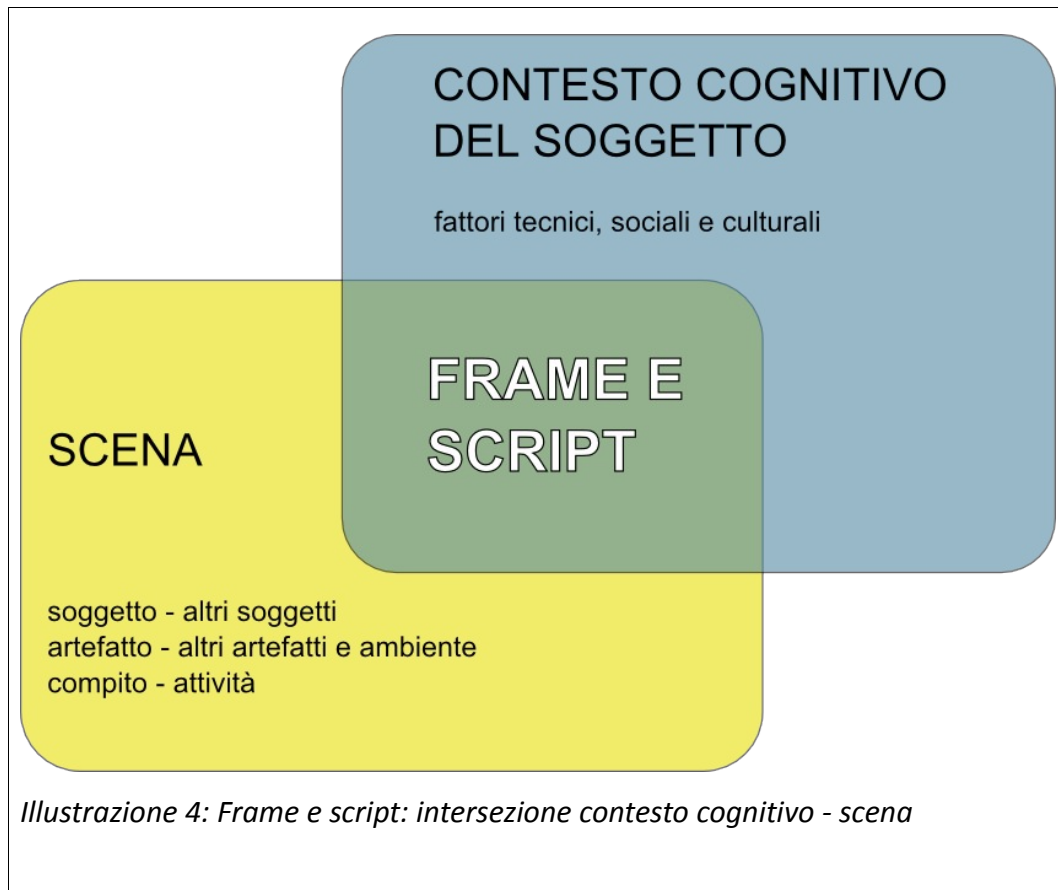 CONTESTO COGNITIVO
DEL SOGGETTO
fattori tecnici, sociali e culturali
FRAME E
SCRIPT
SCENA
soggetto - altri soggetti
artefatto - altri artefatti e ambiente
compito - attività
Illustrazione 4: Frame e script: intersezione contesto cognitivo - scena